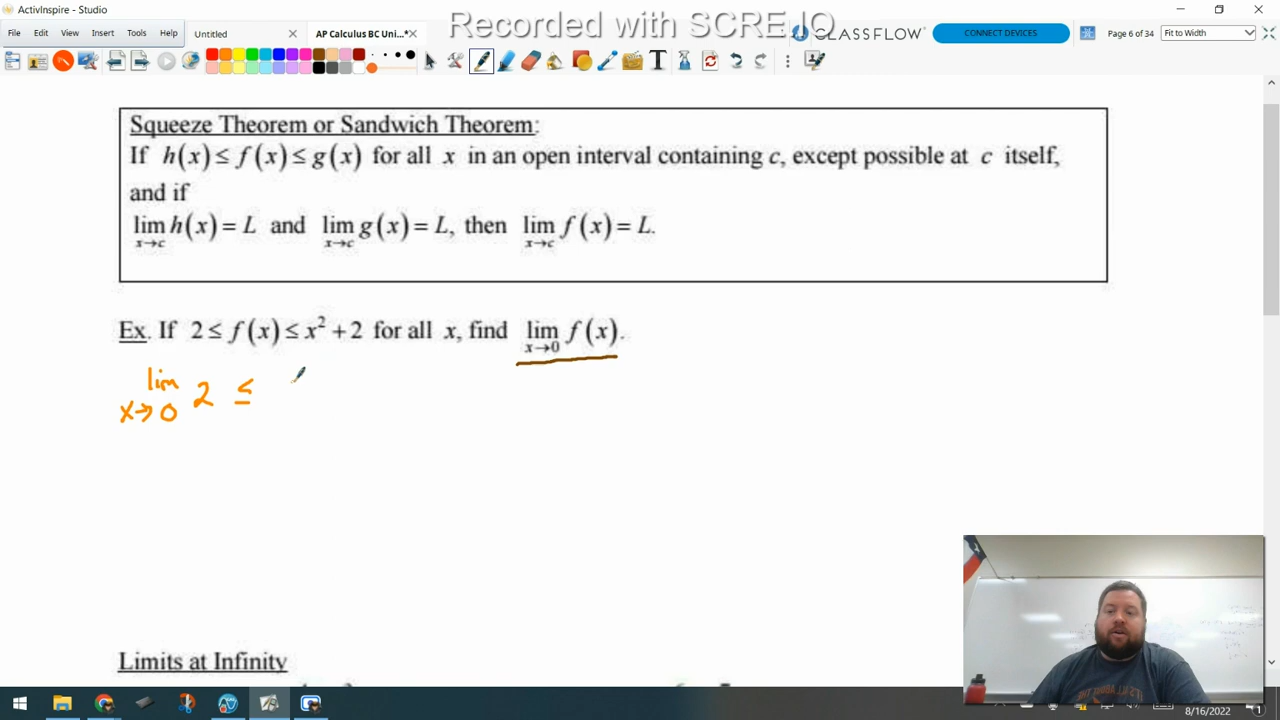 ActivInspire - Studio
Recorded with SCRE.IO
File Edit View Insert Tools Help
Untitled
AP Calculus BC Uni...*
CLASSFLOW
CONNECT DEVICES
Page 6 of 34
Fit to Width
Squeeze Theorem or Sandwich Theorem:
If h(x) ≤ f(x) ≤ g(x) for all x in an open interval containing c, except possible at c itself,
and if
lim h(x) = L and lim g(x) = L, then lim f(x) = L.
x→c x→c x→c
Ex. If 2 ≤ f(x) ≤ x² + 2 for all x, find lim f(x).
x→0
lim 2 ≤
x→0
Limits at Infinity
8/16/2022